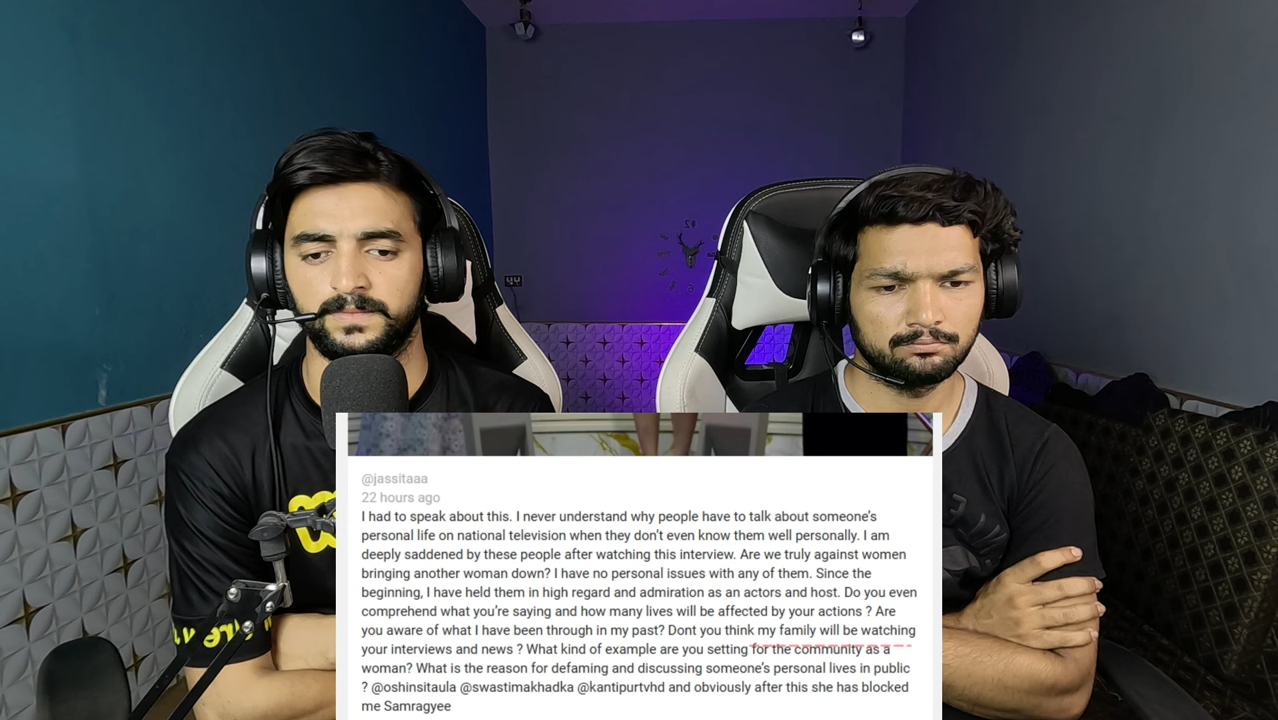 @jassitaaa
22 hours ago
I had to speak about this. I never understand why people have to talk about someone's
personal life on national television when they don't even know them well personally. I am
deeply saddened by these people after watching this interview. Are we truly against women
bringing another woman down? I have no personal issues with any of them. Since the
beginning, I have held them in high regard and admiration as an actors and host. Do you even
comprehend what you're saying and how many lives will be affected by your actions ? Are
you aware of what I have been through in my past? Dont you think my family will be watching
your interviews and news ? What kind of example are you setting for the community as a
woman? What is the reason for defaming and discussing someone's personal lives in public
? @oshinsitaula @swastimakhadka @kantipurtvhd and obviously after this she has blocked
me Samragyee